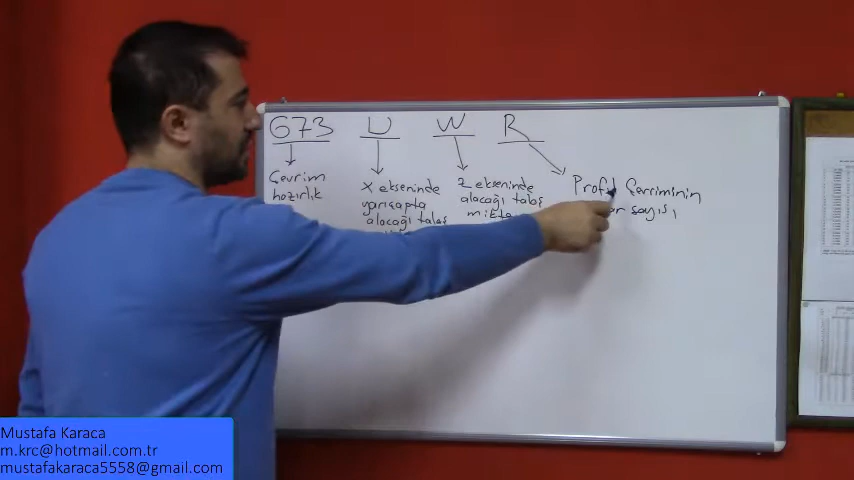 G73 U W R
Çevrim
hazırlık
X ekseninde
yarıçapta
alacağı talaş
Z ekseninde
alacağı talaş
Profil Çevriminin
sayısı
Mustafa Karaca
m.krc@hotmail.com.tr
mustafakaraca5558@gmail.com